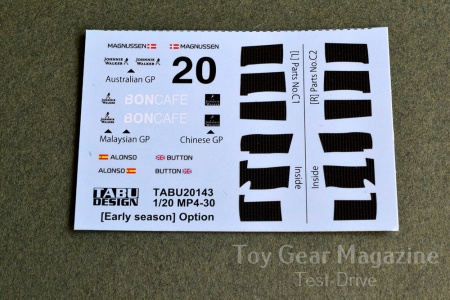 MAGNUSSEN MAGNUSSEN
JOHNNIE WALKER JOHNNIE WALKER
20
Australian GP
JOHNNIE WALKER BONCAFE
BONCAFE
Malaysian GP Chinese GP
ALONSO BUTTON
ALONSO BUTTON
TABU DESIGN
TABU20143
1/20 MP4-30
[Early season] Option
[L] Parts No.C1
[R] Parts No.C2
Inside
Inside
Toy Gear Magazine
Test-Drive